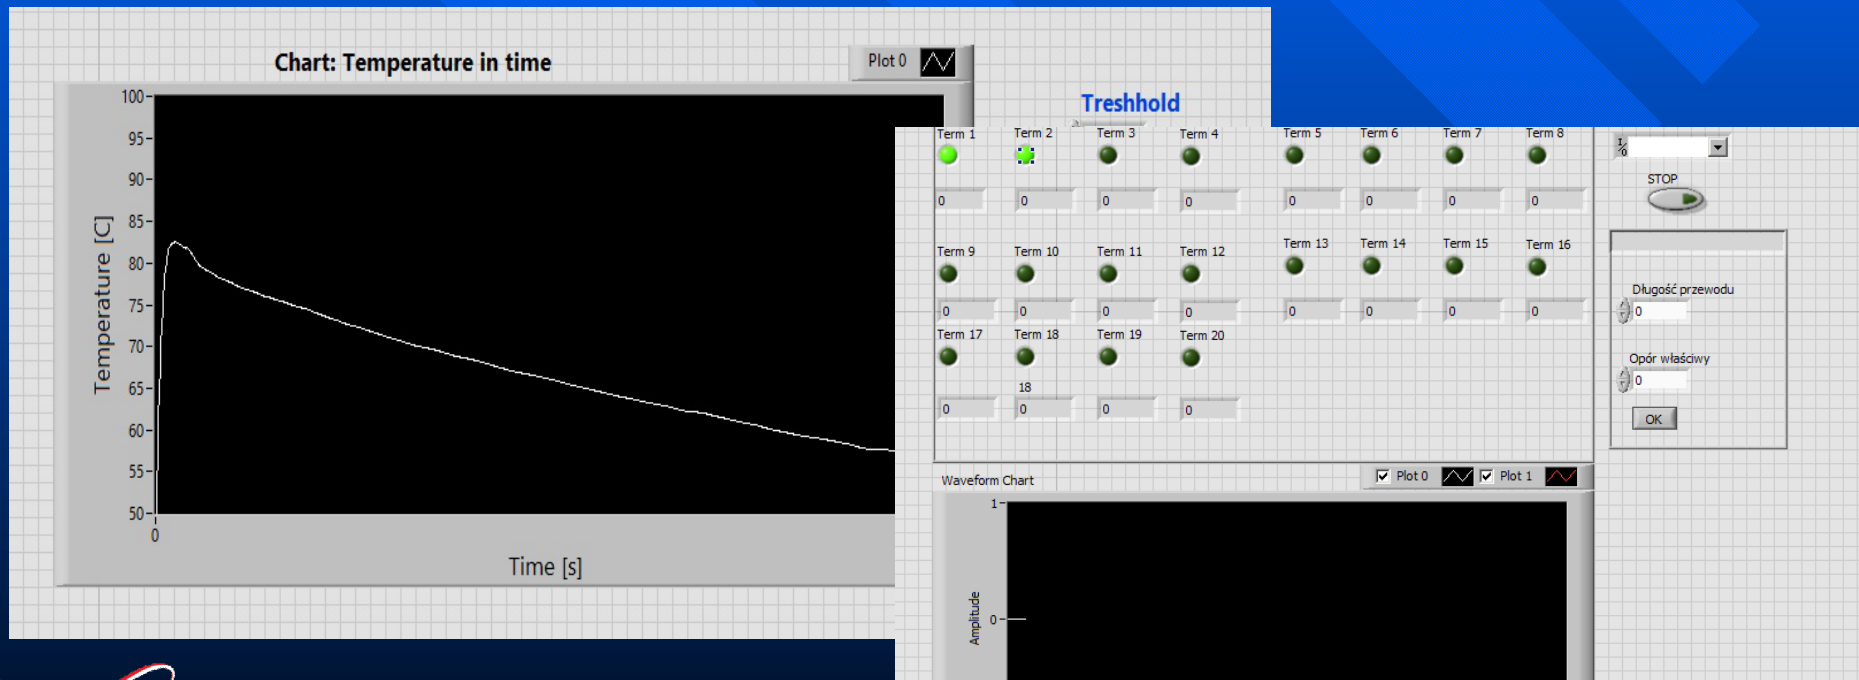 Chart: Temperature in time
Plot 0
Treshhold
100
95
90
85
80
75
70
65
60
55
50
0
Temperature [C]
Time [s]
Term 1 Term 2 Term 3 Term 4 Term 5 Term 6 Term 7 Term 8
0 0 0 0 0 0 0 0
Term 9 Term 10 Term 11 Term 12 Term 13 Term 14 Term 15 Term 16
0 0 0 0 0 0 0 0
Term 17 Term 18 Term 19 Term 20
18
0 0 0 0
I/0
STOP
Długość przewodu
0
Opór właściwy
0
OK
Waveform Chart
Plot 0 Plot 1
1
0
Amplitude